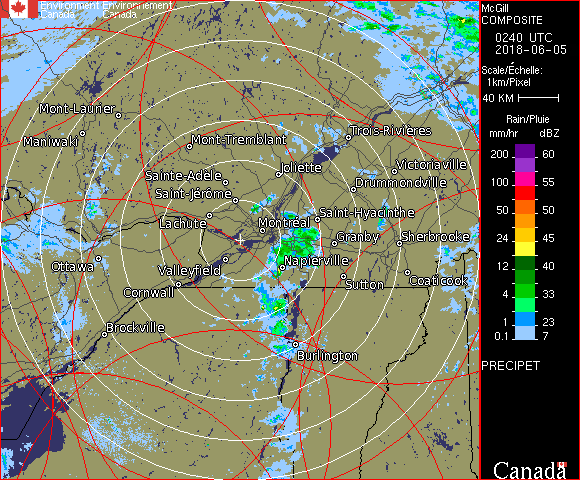 Environment Environnement
Canada Canada
McGill
COMPOSITE
0240 UTC
2018-06-05
Scale/Échelle:
1km/Pixel
40 KM
Rain/Pluie
mm/hr dBZ
200 60
100 55
50 50
24 45
12 40
4 33
1 23
0.1 7
PRECIPET
Canada
Mont-Laurier
Maniwaki
Mont-Tremblant
Trois-Rivières
Joliette
Victoriaville
Sainte-Adèle
Drummondville
Saint-Jérôme
Saint-Hyacinthe
Lachute
Montréal
Granby
Sherbrooke
Napierville
Ottawa
Valleyfield
Coaticook
Sutton
Cornwall
Brockville
Burlington